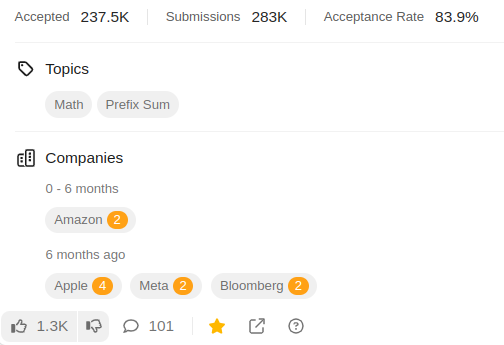 Accepted 237.5K Submissions 283K Acceptance Rate 83.9%
Topics
Math Prefix Sum
Companies
0 - 6 months
Amazon 2
6 months ago
Apple 4 Meta 2 Bloomberg 2
1.3K 101